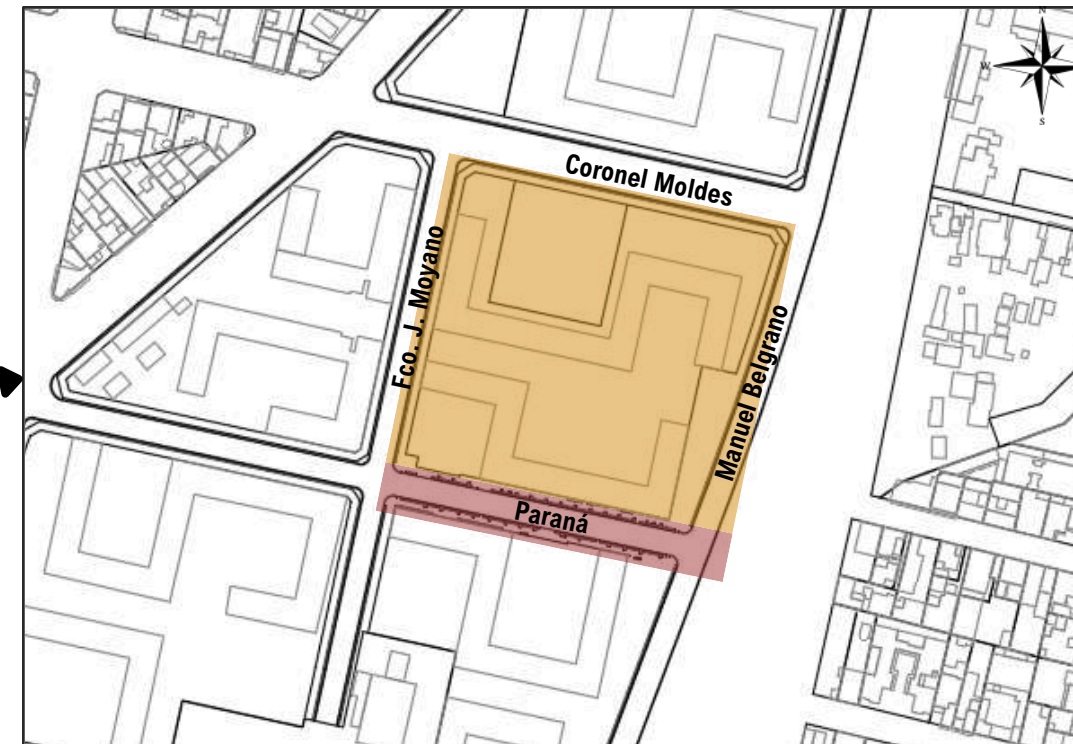 N
W
S
Coronel Moldes
Fco. J. Moyano
Manuel Belgrano
Paraná